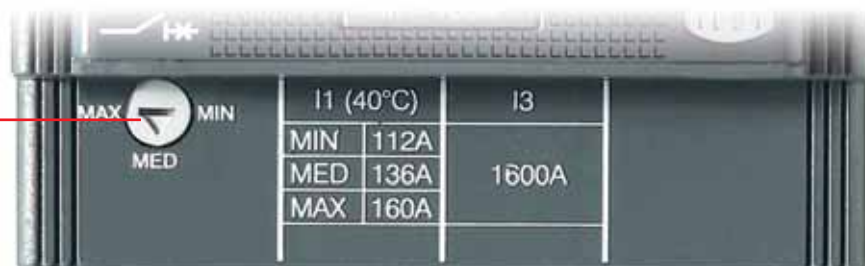 MAX MIN
MED
I1 (40°C) I3
MIN 112A
MED 136A 1600A
MAX 160A